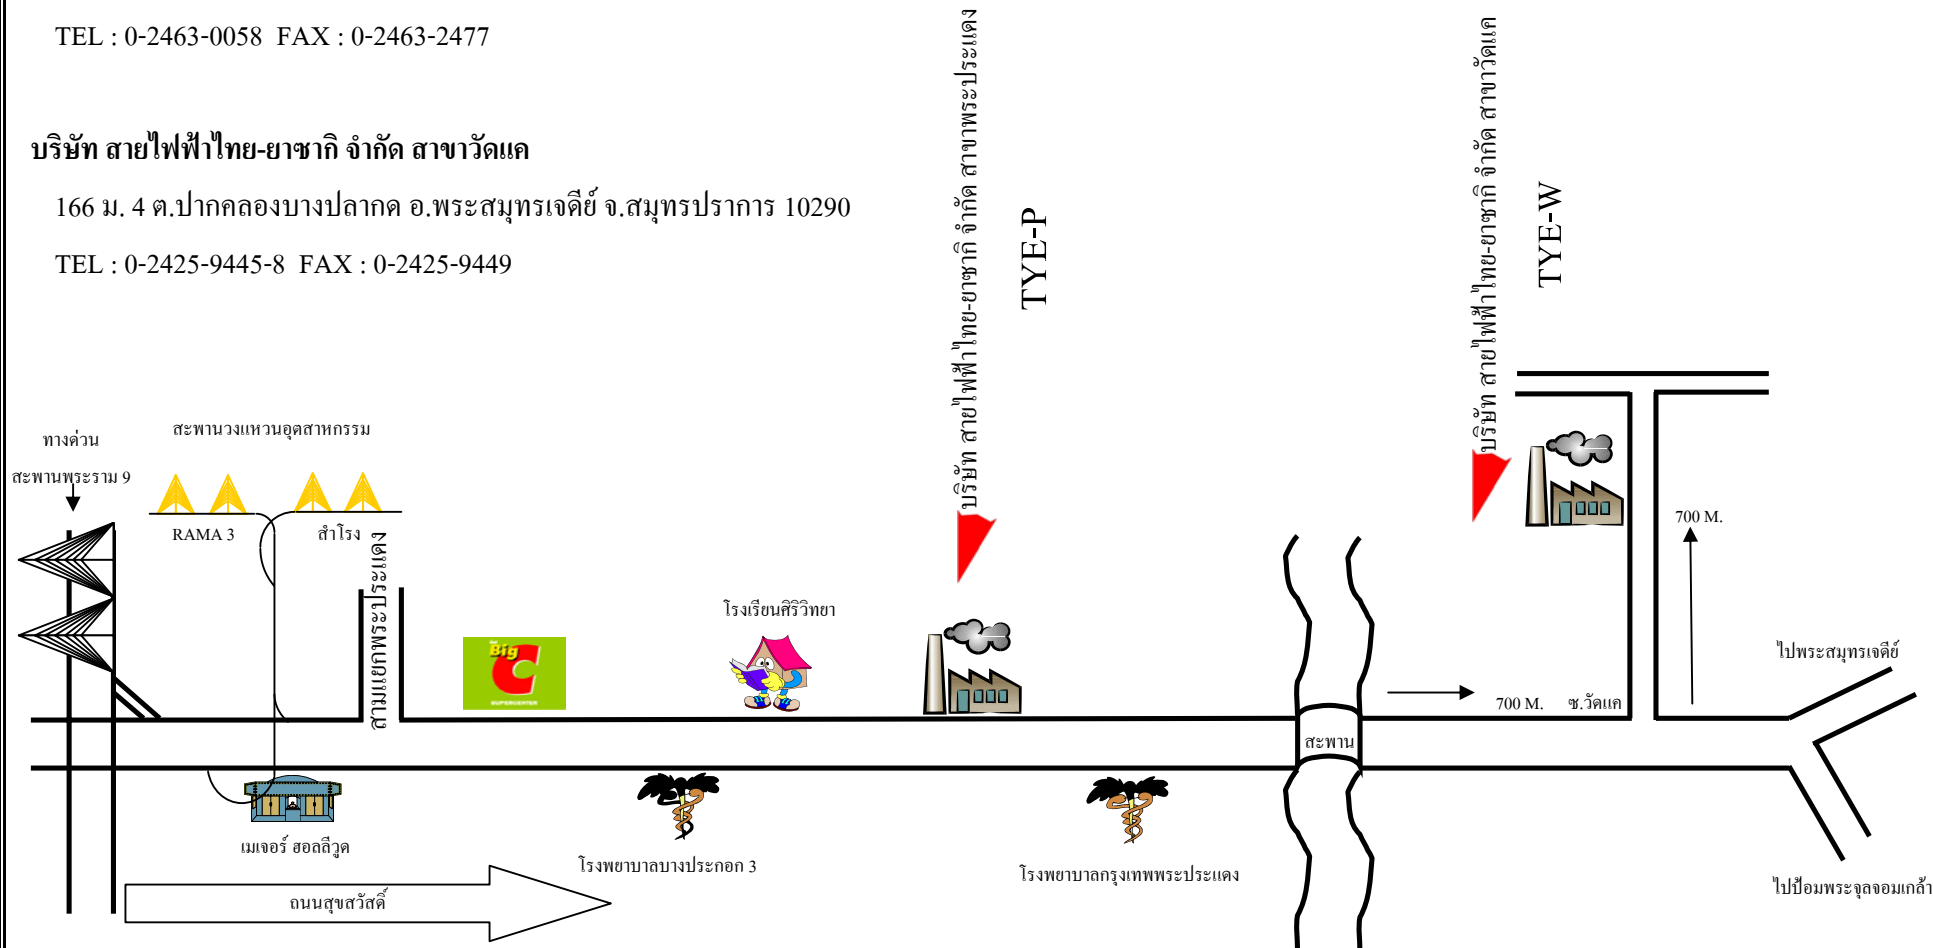 TEL : 0-2463-0058 FAX : 0-2463-2477
บริษัท สายไฟฟ้าไทย-ยาซากิ จำกัด สาขาวัดแค
166 ม. 4 ต.ปากคลองบางปลากด อ.พระสมุทรเจดีย์ จ.สมุทรปราการ 10290
TEL : 0-2425-9445-8 FAX : 0-2425-9449
บริษัท สายไฟฟ้าไทย-ยาซากิ จำกัด สาขาพระประแดง
TYE-P
บริษัท สายไฟฟ้าไทย-ยาซากิ จำกัด สาขาวัดแค
TYE-W
ทางด่วน
สะพานพระราม 9
สะพานวงแหวนอุตสาหกรรม
RAMA 3
สำโรง
สามแยกพระประแดง
Big
C
SUPERCENTER
โรงเรียนศิริวิทยา
700 M.
ไปพระสมุทรเจดีย์
700 M.
ซ.วัดแค
สะพาน
เมเจอร์ ฮอลลีวูด
โรงพยาบาลบางประกอก 3
โรงพยาบาลกรุงเทพพระประแดง
ไปป้อมพระจุลจอมเกล้า
ถนนสุขสวัสดิ์